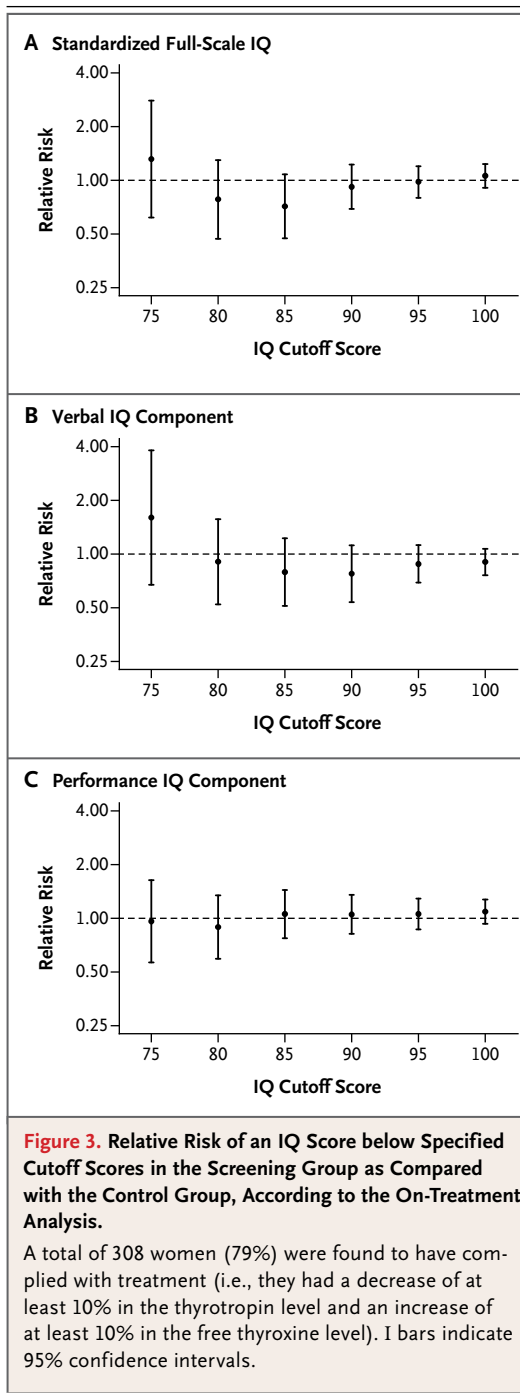 A Standardized Full-Scale IQ
4.00
2.00
1.00
0.50
0.25
Relative Risk
75 80 85 90 95 100
IQ Cutoff Score
B Verbal IQ Component
4.00
2.00
1.00
0.50
0.25
Relative Risk
75 80 85 90 95 100
IQ Cutoff Score
C Performance IQ Component
4.00
2.00
1.00
0.50
0.25
Relative Risk
75 80 85 90 95 100
IQ Cutoff Score
Figure 3. Relative Risk of an IQ Score below Specified
Cutoff Scores in the Screening Group as Compared
with the Control Group, According to the On-Treatment
Analysis.
A total of 308 women (79%) were found to have com-
plied with treatment (i.e., they had a decrease of at
least 10% in the thyrotropin level and an increase of
at least 10% in the free thyroxine level). I bars indicate
95% confidence intervals.